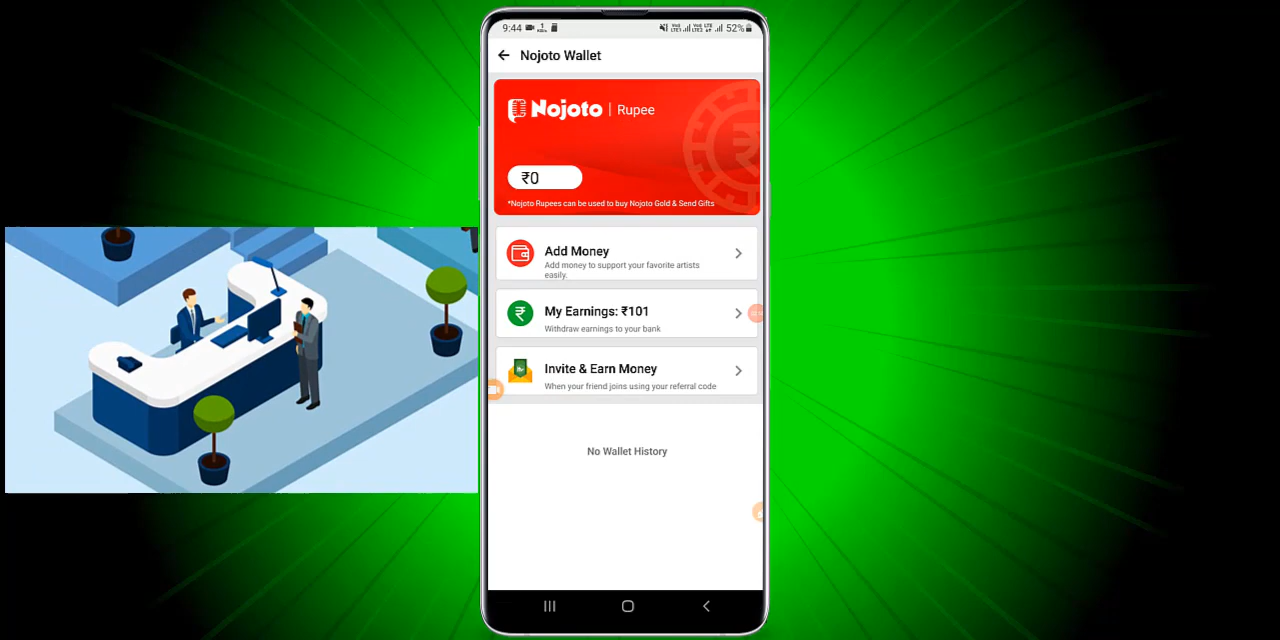 9:44
52%
Nojoto Wallet
Nojoto | Rupee
₹0
*Nojoto Rupees can be used to buy Nojoto Gold & Send Gifts
Add Money
Add money to support your favorite artists
easily.
My Earnings: ₹101
Withdraw earnings to your bank
Invite & Earn Money
When your friend joins using your referral code
No Wallet History